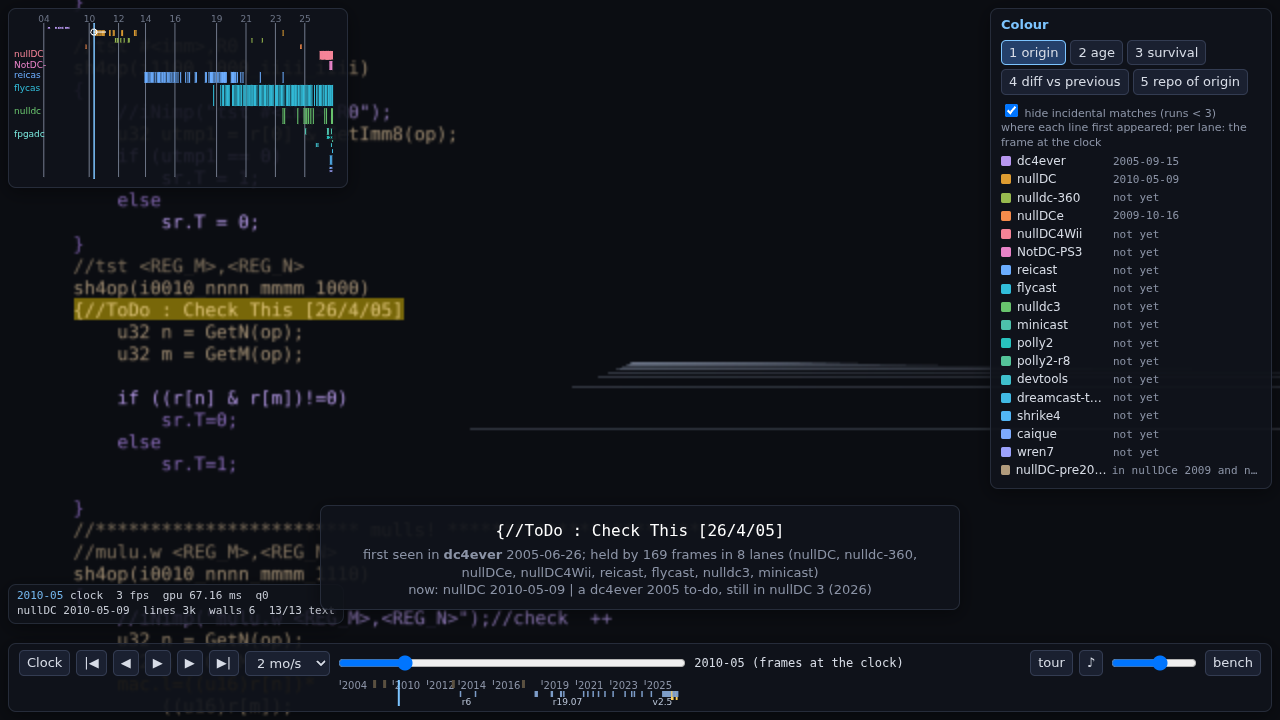 04 10 12 14 16 19 21 23 25
nullDC
NotDC-
reicas
flycas
nulldc
fpgadc
}
else
sr.T = 0;
}
//tst <REG_M>,<REG_N>
sh4op(i0010_nnnn_mmmm_1000)
{//ToDo : Check This [26/4/05]
u32 n = GetN(op);
u32 m = GetM(op);
if ((r[n] & r[m])!=0)
sr.T=0;
else
sr.T=1;
}
//mulu.w <REG_M>,<REG_N>
sh4op(i0010_nnnn_mmmm_1110)
u32 n = GetN(op);
Colour
1 origin 2 age 3 survival
4 diff vs previous 5 repo of origin
hide incidental matches (runs < 3)
where each line first appeared; per lane: the
frame at the clock
dc4ever 2005-09-15
nullDC 2010-05-09
nulldc-360 not yet
nullDCe 2009-10-16
nullDC4Wii not yet
NotDC-PS3 not yet
reicast not yet
flycast not yet
nulldc3 not yet
minicast not yet
polly2 not yet
polly2-r8 not yet
devtools not yet
dreamcast-t… not yet
shrike4 not yet
caique not yet
wren7 not yet
nullDC-pre20… in nullDCe 2009 and n…
{//ToDo : Check This [26/4/05]
first seen in dc4ever 2005-06-26; held by 169 frames in 8 lanes (nullDC, nulldc-360,
nullDCe, nullDC4Wii, reicast, flycast, nulldc3, minicast)
now: nullDC 2010-05-09 | a dc4ever 2005 to-do, still in nullDC 3 (2026)
2010-05 clock 3 fps gpu 67.16 ms q0
nullDC 2010-05-09 lines 3k walls 6 13/13 text
Clock |◀ ◀ ▶ ▶ ▶| 2 mo/s 2010-05 (frames at the clock) tour ♪ bench
2004 2010 2012 2014 2016 2019 2021 2023 2025
r6 r19.07 v2.5